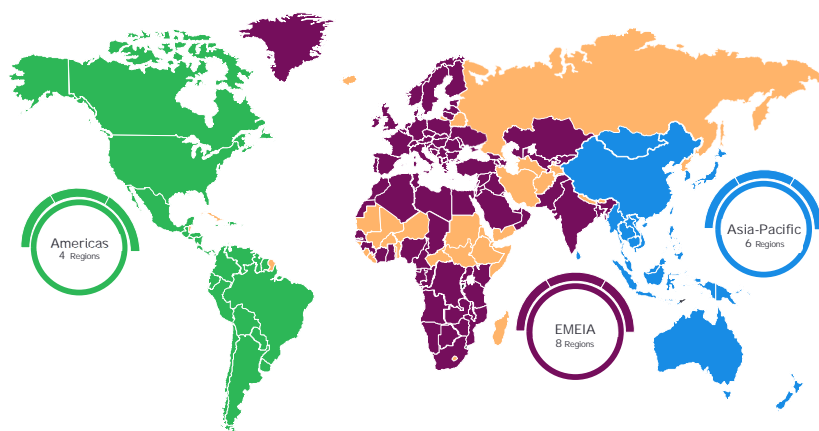 Americas
4 Regions
Asia-Pacific
6 Regions
EMEIA
8 Regions